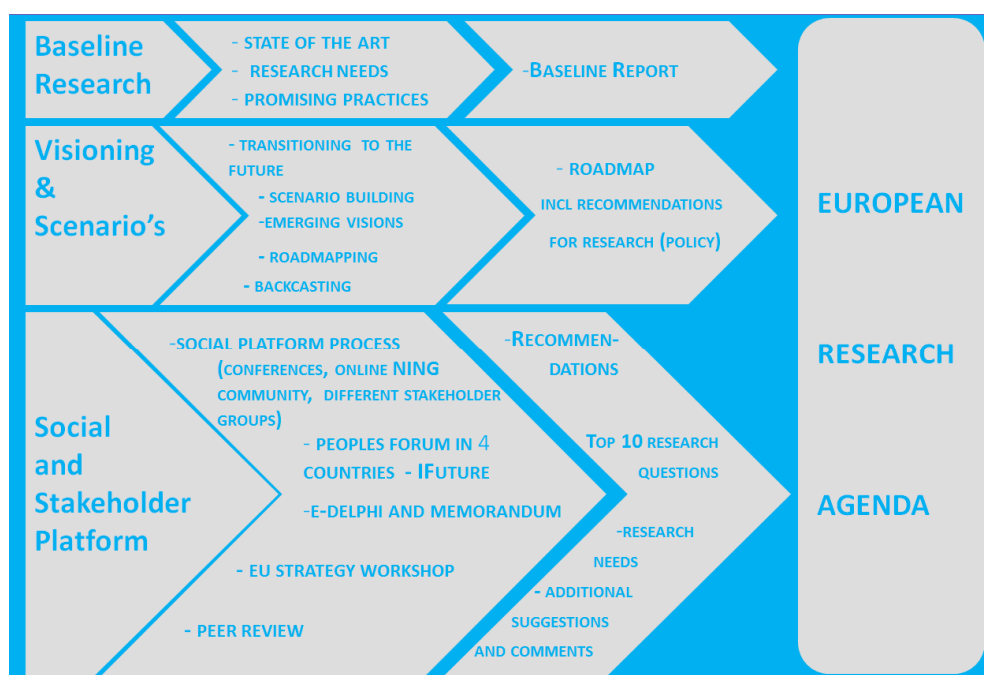 Baseline
Research
- STATE OF THE ART
- RESEARCH NEEDS
- PROMISING PRACTICES
-BASELINE REPORT
Visioning
&
Scenario's
- TRANSITIONING TO THE
FUTURE
- SCENARIO BUILDING
-EMERGING VISIONS
- ROADMAPPING
- BACKCASTING
- ROADMAP
INCL RECOMMENDATIONS
FOR RESEARCH (POLICY)
Social
and
Stakeholder
Platform
-SOCIAL PLATFORM PROCESS
(CONFERENCES, ONLINE NING
COMMUNITY, DIFFERENT STAKEHOLDER
GROUPS)
- PEOPLES FORUM IN 4
COUNTRIES - IFUTURE
-E-DELPHI AND MEMORANDUM
- EU STRATEGY WORKSHOP
- PEER REVIEW
-RECOMMEN-
DATIONS
TOP 10 RESEARCH
QUESTIONS
-RESEARCH
NEEDS
- ADDITIONAL
SUGGESTIONS
AND COMMENTS
EUROPEAN
RESEARCH
AGENDA